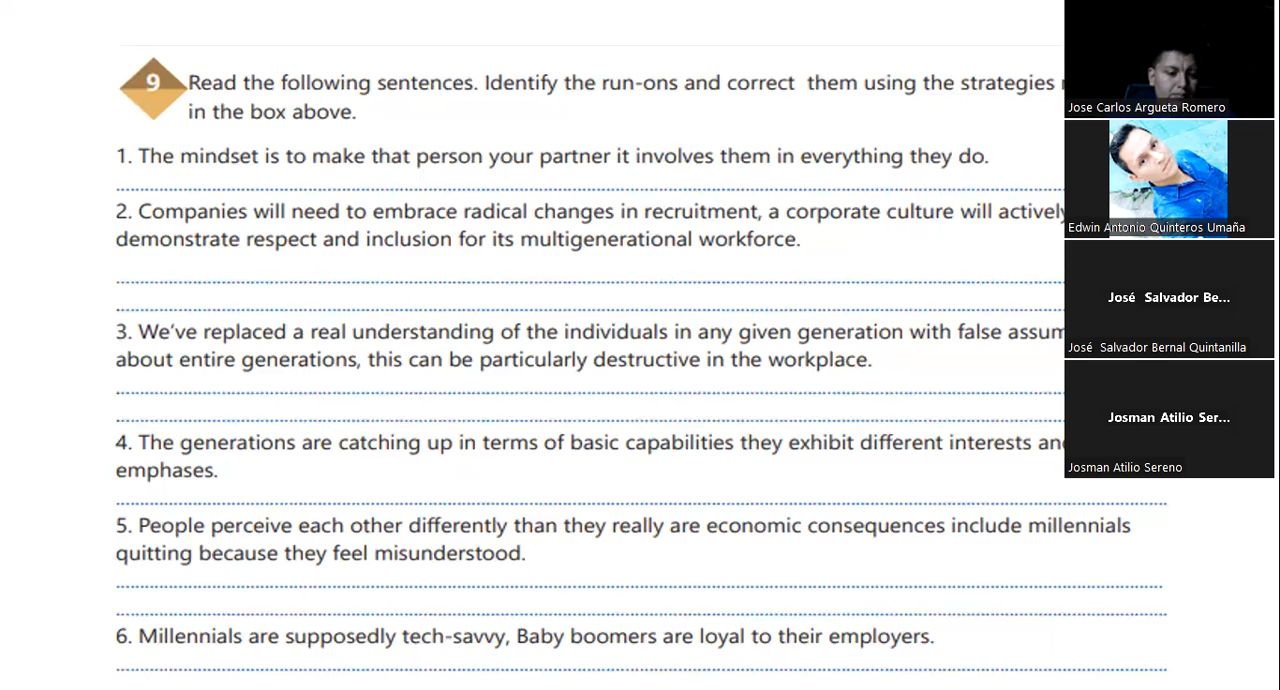 9
Read the following sentences. Identify the run-ons and correct them using the strategies
in the box above.
1. The mindset is to make that person your partner it involves them in everything they do.
2. Companies will need to embrace radical changes in recruitment, a corporate culture will actively
demonstrate respect and inclusion for its multigenerational workforce.
3. We've replaced a real understanding of the individuals in any given generation with false
about entire generations, this can be particularly destructive in the workplace.
4. The generations are catching up in terms of basic capabilities they exhibit different interests and
emphases.
5. People perceive each other differently than they really are economic consequences include millennials
quitting because they feel misunderstood.
6. Millennials are supposedly tech-savvy, Baby boomers are loyal to their employers.
Jose Carlos Argueta Romero
Edwin Antonio Quinteros Umaña
José Salvador Be...
José Salvador Bernal Quintanilla
Josman Atilio Ser...
Josman Atilio Sereno